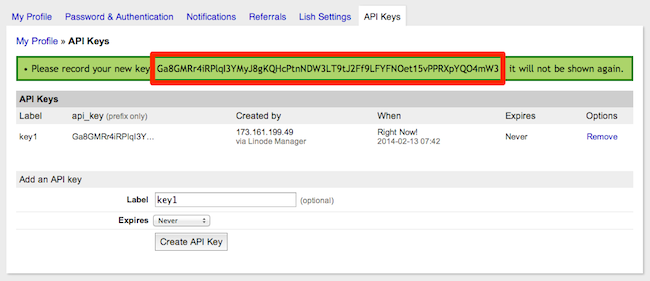 My Profile Password & Authentication Notifications Referrals Lish Settings API Keys
My Profile » API Keys
• Please record your new key Ga8GMRr4iRPlqI3YMyJ8gKQHcPtnNDW3LT9tJ2Ff9LFYFNOet15vPPRXpYQO4mW3 it will not be shown again.
API Keys
Label api_key (prefix only) Created by When Expires Options
key1 Ga8GMRr4iRPlqI3Y... 173.161.199.49 Right Now! Never Remove
via Linode Manager 2014-02-13 07:42
Add an API key
Label key1 (optional)
Expires Never
Create API Key